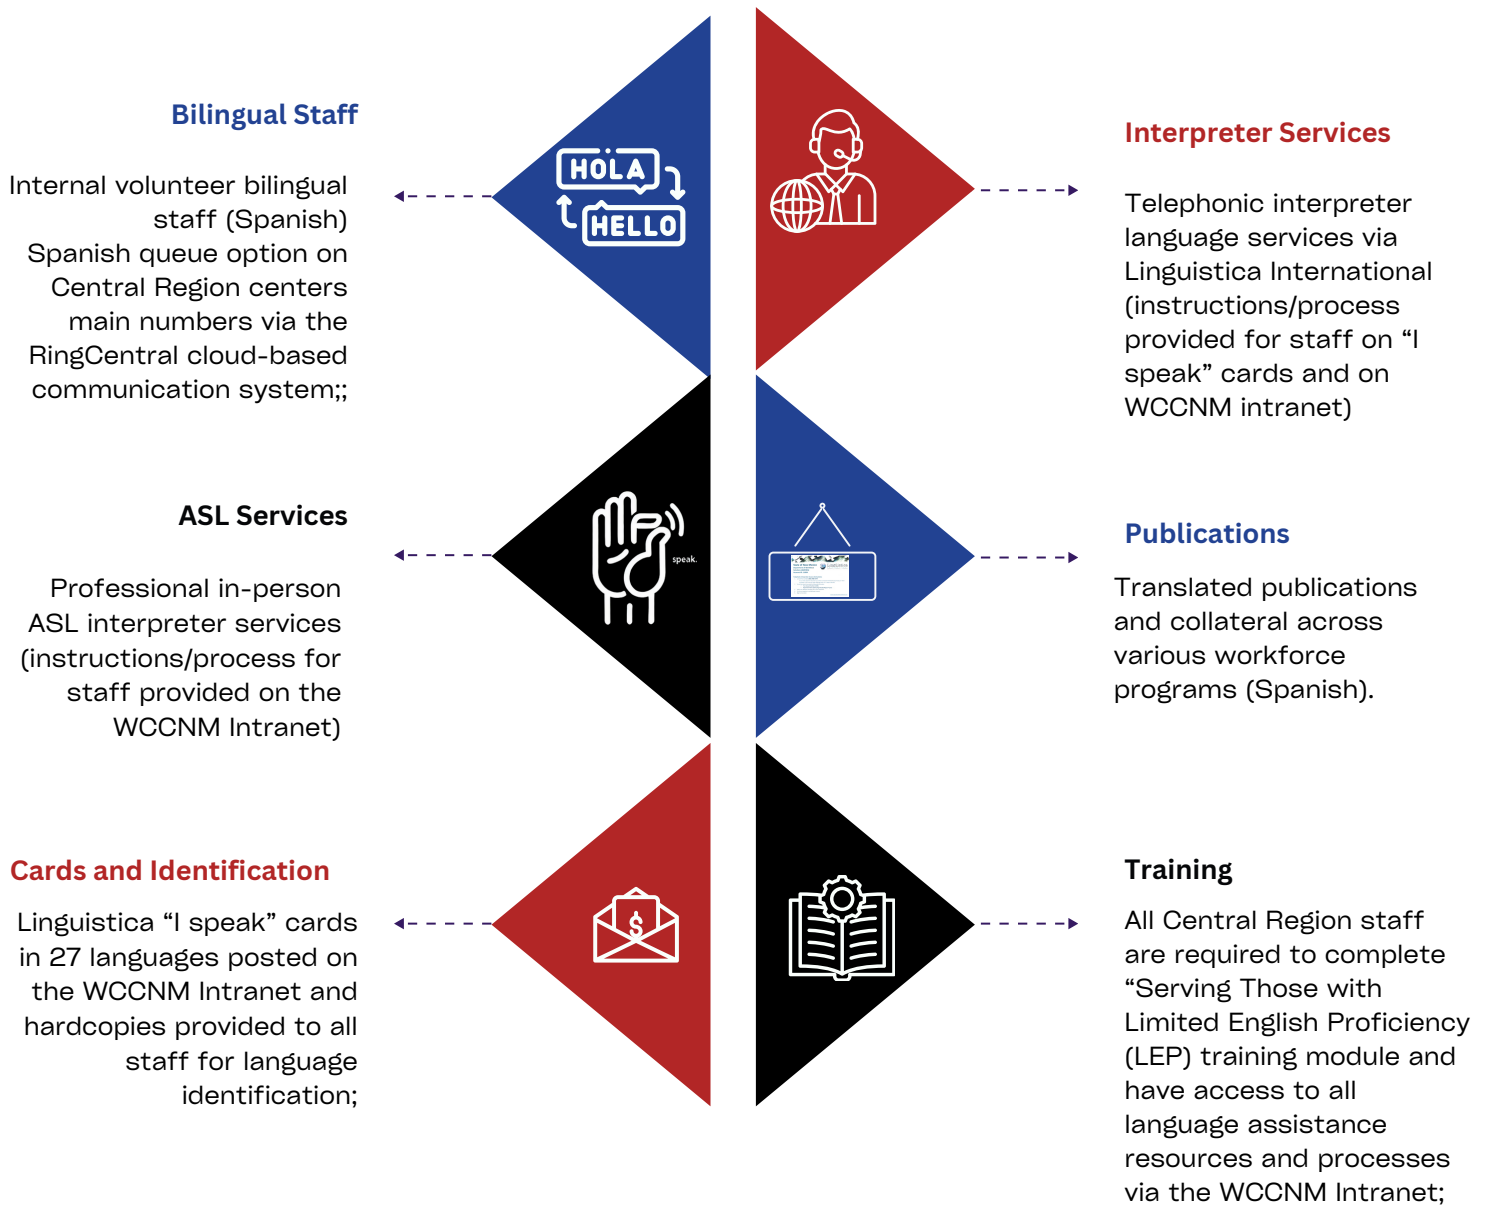 Bilingual Staff
Internal volunteer bilingual
staff (Spanish)
Spanish queue option on
Central Region centers
main numbers via the
RingCentral cloud-based
communication system;;
HOLA
HELLO
Interpreter Services
Telephonic interpreter
language services via
Linguistica International
(instructions/process
provided for staff on “I
speak” cards and on
WCCNM intranet)
ASL Services
Professional in-person
ASL interpreter services
(instructions/process for
staff provided on the
WCCNM Intranet)
speak.
Publications
Translated publications
and collateral across
various workforce
programs (Spanish).
Cards and Identification
Linguistica “I speak” cards
in 27 languages posted on
the WCCNM Intranet and
hardcopies provided to all
staff for language
identification;
$
Training
All Central Region staff
are required to complete
“Serving Those with
Limited English Proficiency
(LEP) training module and
have access to all
language assistance
resources and processes
via the WCCNM Intranet;